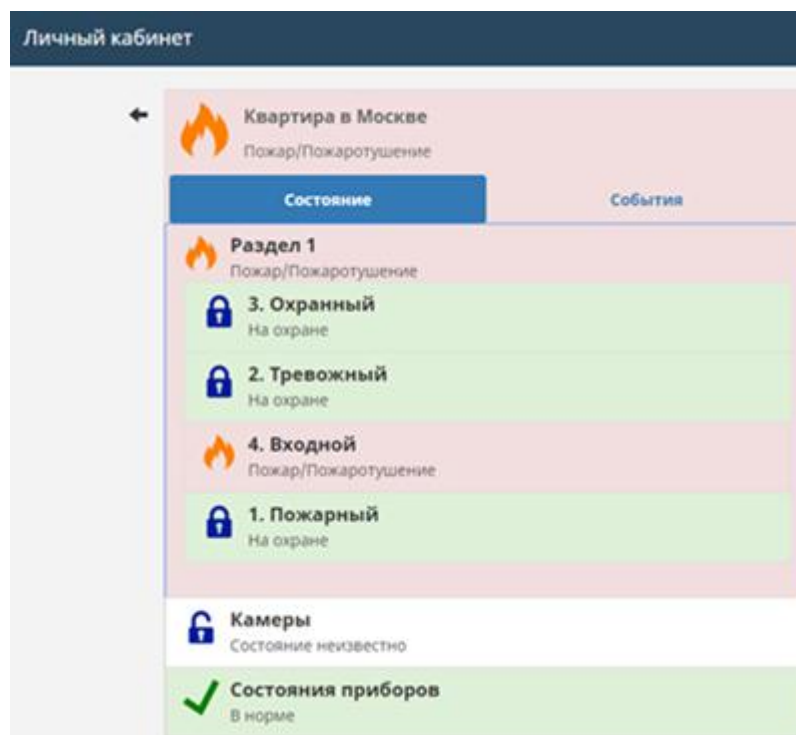 Личный кабинет
Квартира в Москве
Пожар/Пожаротушение
Состояние
События
Раздел 1
Пожар/Пожаротушение
3. Охранный
На охране
2. Тревожный
На охране
4. Входной
Пожар/Пожаротушение
1. Пожарный
На охране
Камеры
Состояние неизвестно
Состояния приборов
В норме